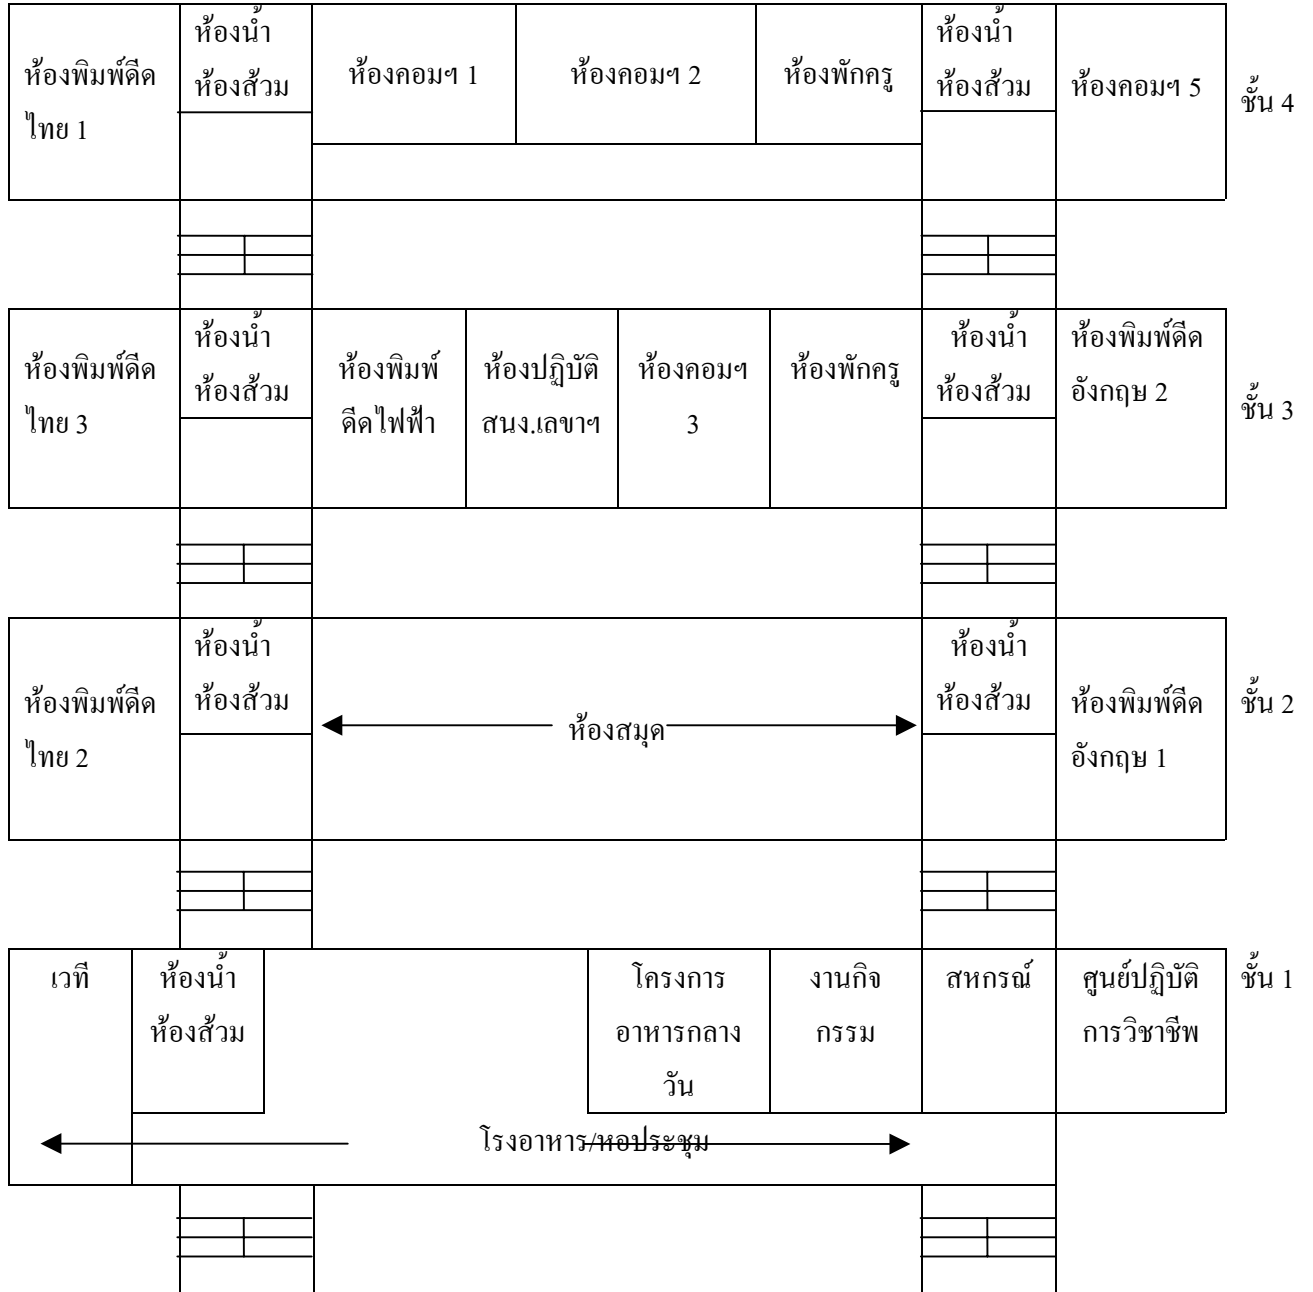 ห้องพิมพ์ดีด
ไทย 1
ห้องน้ำ
ห้องส้วม
ห้องคอมฯ 1
ห้องคอมฯ 2
ห้องพักครู
ห้องน้ำ
ห้องส้วม
ห้องคอมฯ 5
ชั้น 4
ห้องพิมพ์ดีด
ไทย 3
ห้องน้ำ
ห้องส้วม
ห้องพิมพ์
ดีดไฟฟ้า
ห้องปฏิบัติ
สนง.เลขาฯ
ห้องคอมฯ
3
ห้องพักครู
ห้องน้ำ
ห้องส้วม
ห้องพิมพ์ดีด
อังกฤษ 2
ชั้น 3
ห้องพิมพ์ดีด
ไทย 2
ห้องน้ำ
ห้องส้วม
ห้องสมุด
ห้องน้ำ
ห้องส้วม
ห้องพิมพ์ดีด
อังกฤษ 1
ชั้น 2
เวที
ห้องน้ำ
ห้องส้วม
โครงการ
อาหารกลาง
วัน
งานกิจ
กรรม
สหกรณ์
ศูนย์ปฏิบัติ
การวิชาชีพ
ชั้น 1
โรงอาหาร/หอประชุม